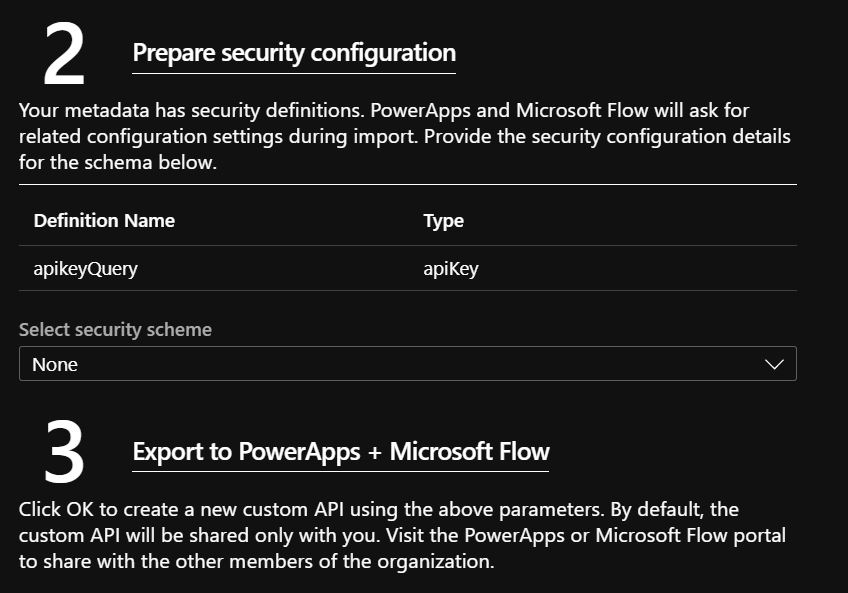 2
Prepare security configuration
Your metadata has security definitions. PowerApps and Microsoft Flow will ask for
related configuration settings during import. Provide the security configuration details
for the schema below.
Definition Name Type
apikeyQuery apiKey
Select security scheme
None
3
Export to PowerApps + Microsoft Flow
Click OK to create a new custom API using the above parameters. By default, the
custom API will be shared only with you. Visit the PowerApps or Microsoft Flow portal
to share with the other members of the organization.